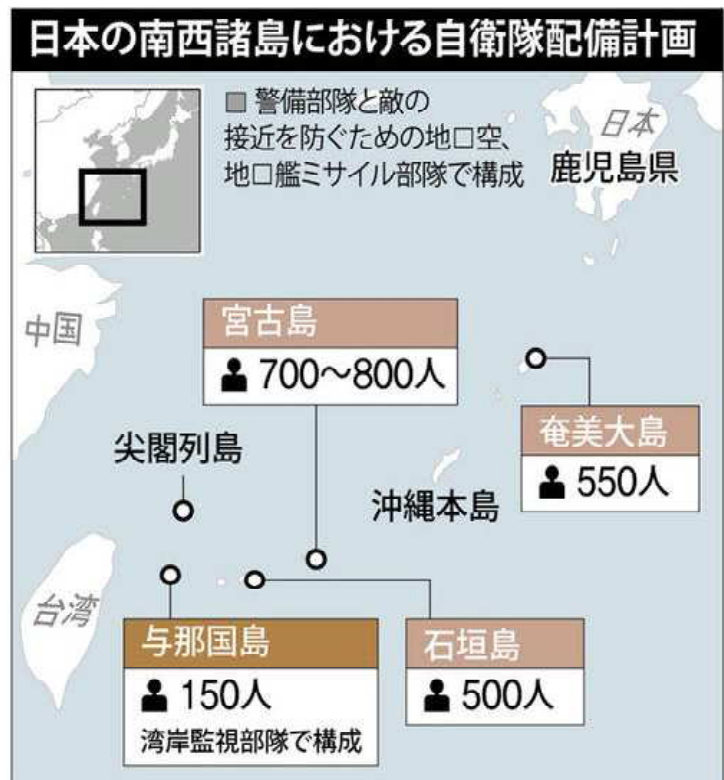 日本の南西諸島における自衛隊配備計画
■ 警備部隊と敵の
接近を防ぐための地□空、
地□艦ミサイル部隊で構成
日本
鹿児島県
中国
宮古島
700～800人
奄美大島
550人
尖閣列島
沖縄本島
台湾
与那国島
150人
湾岸監視部隊で構成
石垣島
500人